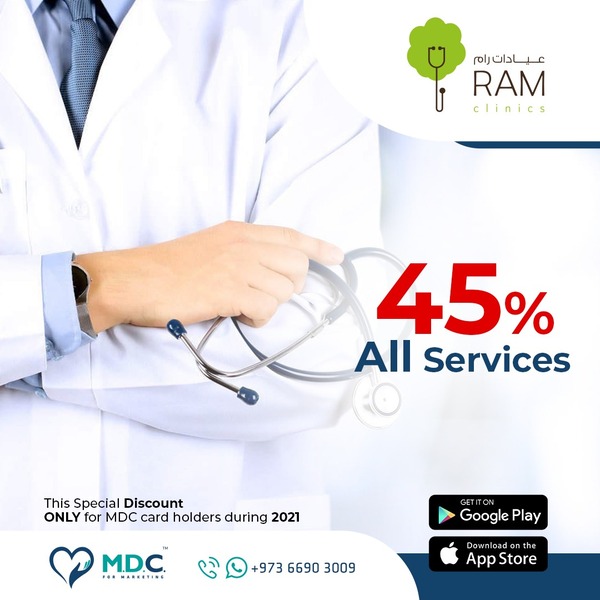 عيادات رام
RAM
clinics
45%
All Services
This Special Discount
ONLY for MDC card holders during 2021
GET IT ON
Google Play
Download on the
App Store
M.D.C.™
FOR MARKETING
+973 6690 3009